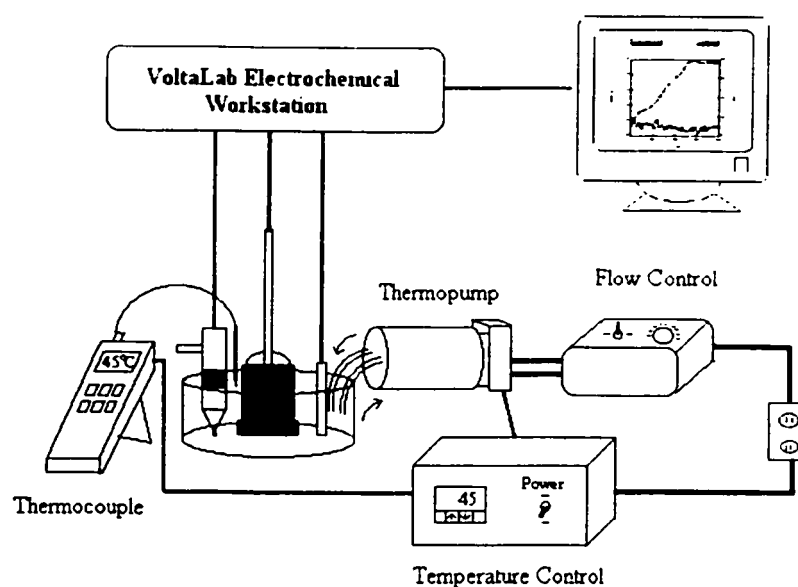 VoltaLab Electrochemical
Workstation
Flow Control
Thermopump
45°C
Power
45
Thermocouple
Temperature Control